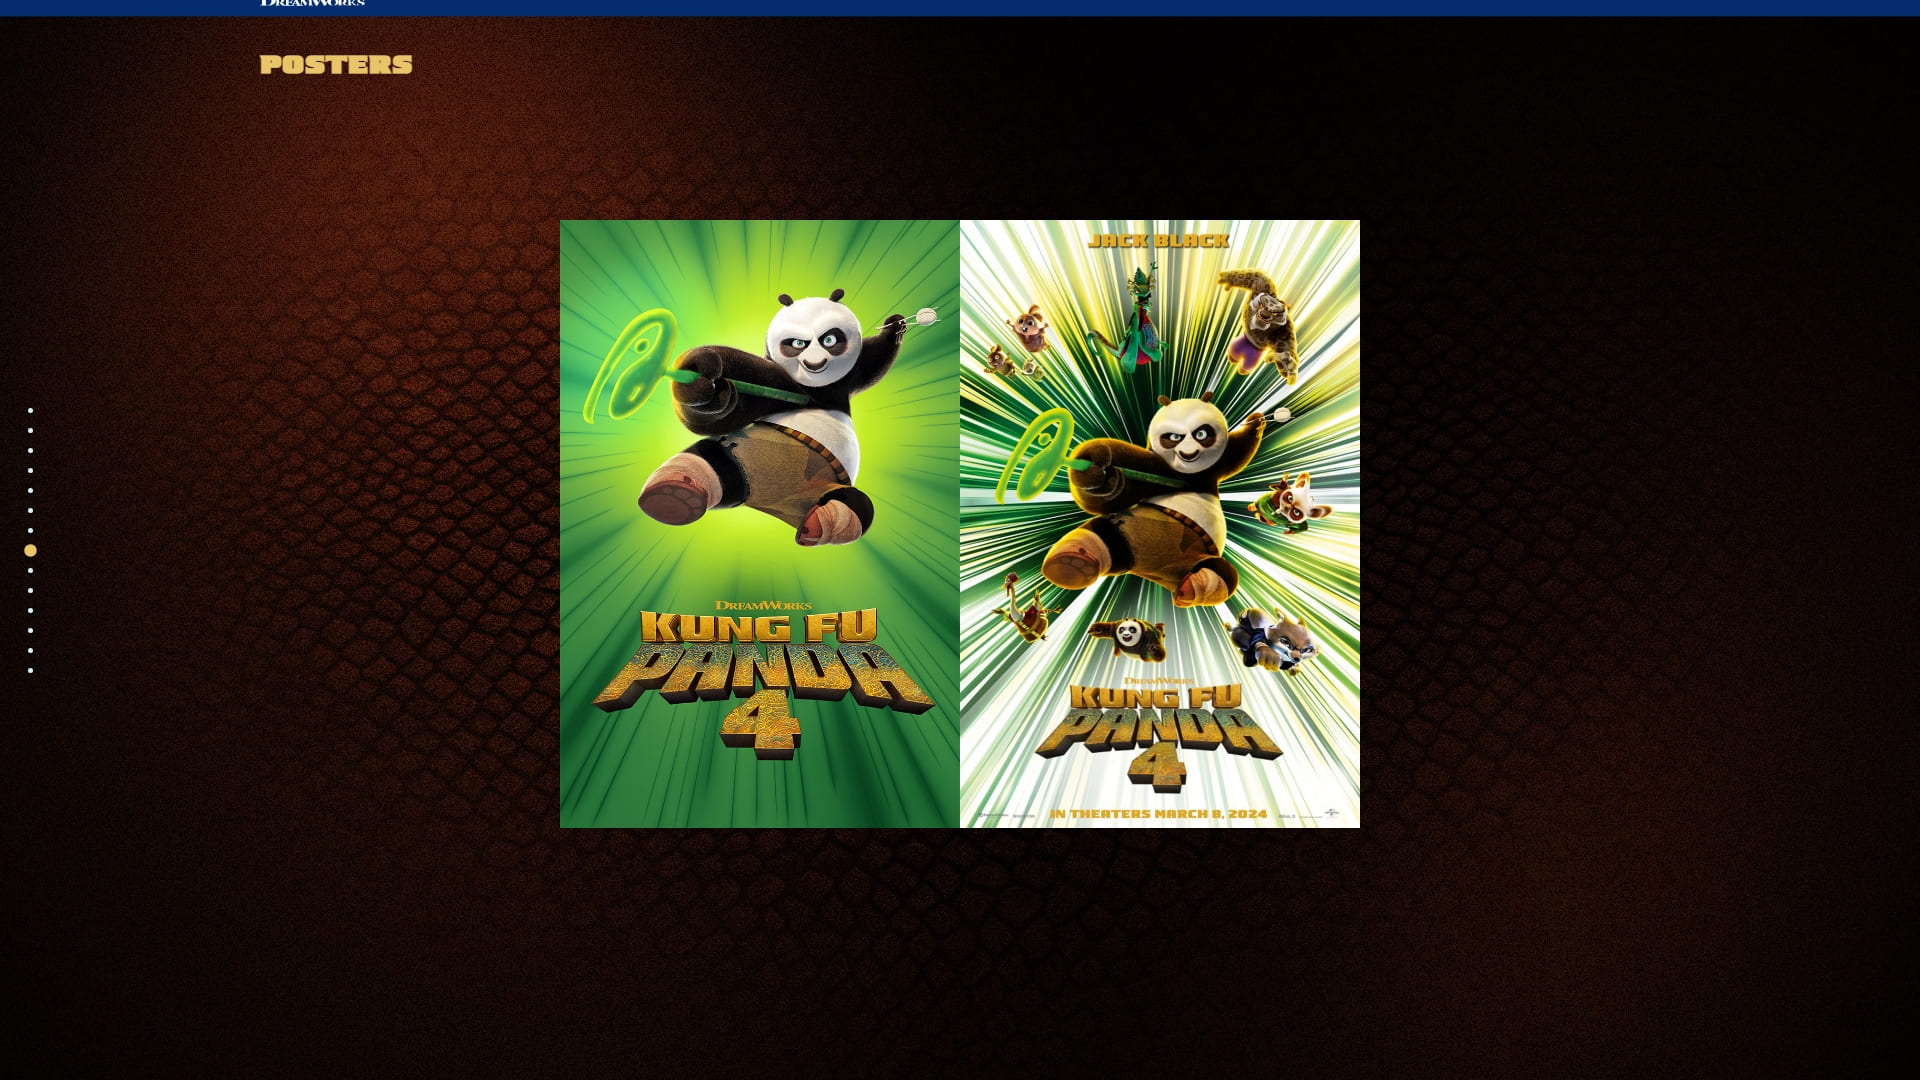 DREAMWORKS
POSTERS
DREAMWORKS
KUNG FU
PANDA
4
JACK BLACK
DREAMWORKS
KUNG FU
PANDA
4
IN THEATERS MARCH 8, 2024